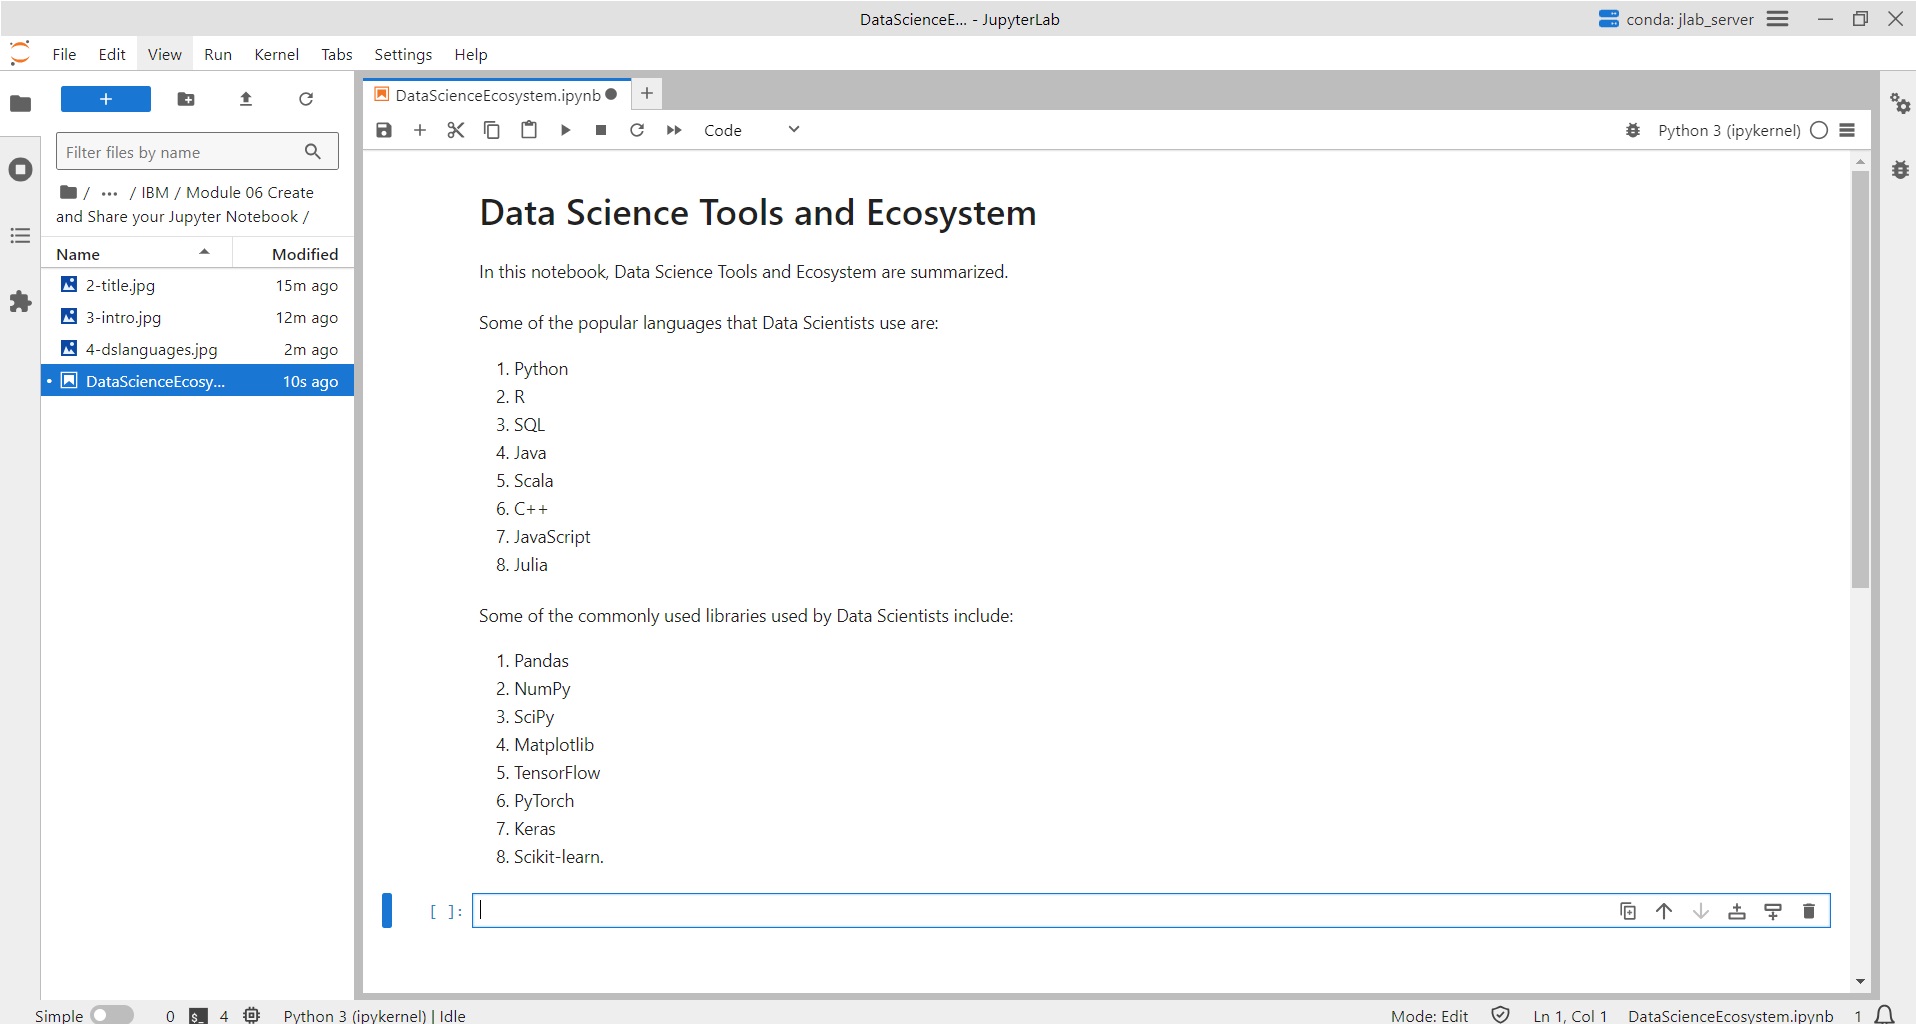 DataScienceE... - JupyterLab
conda: jlab_server
File Edit View Run Kernel Tabs Settings Help
DataScienceEcosystem.ipynb
Code
Python 3 (ipykernel)
Filter files by name
/ ... / IBM / Module 06 Create
and Share your Jupyter Notebook /
Name Modified
2-title.jpg 15m ago
3-intro.jpg 12m ago
4-dslanguages.jpg 2m ago
DataScienceEcosy... 10s ago
Data Science Tools and Ecosystem
In this notebook, Data Science Tools and Ecosystem are summarized.
Some of the popular languages that Data Scientists use are:
1. Python
2. R
3. SQL
4. Java
5. Scala
6. C++
7. JavaScript
8. Julia
Some of the commonly used libraries used by Data Scientists include:
1. Pandas
2. NumPy
3. SciPy
4. Matplotlib
5. TensorFlow
6. PyTorch
7. Keras
8. Scikit-learn.
[ ]:
Simple 0 $_ 4 Python 3 (ipykernel) | Idle
Mode: Edit Ln 1, Col 1 DataScienceEcosystem.ipynb 1